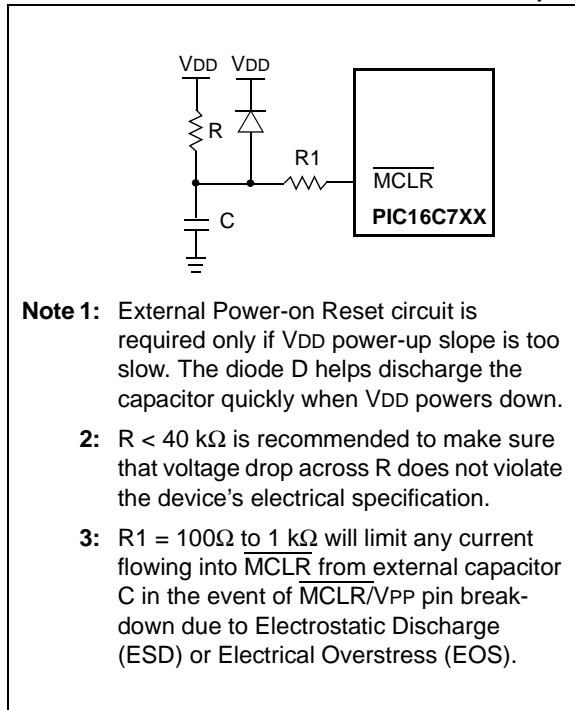 VDD VDD
R
R1
MCLR
C
PIC16C7XX
Note 1: External Power-on Reset circuit is
required only if VDD power-up slope is too
slow. The diode D helps discharge the
capacitor quickly when VDD powers down.
2: R < 40 kΩ is recommended to make sure
that voltage drop across R does not violate
the device's electrical specification.
3: R1 = 100Ω to 1 kΩ will limit any current
flowing into MCLR from external capacitor
C in the event of MCLR/VPP pin break-
down due to Electrostatic Discharge
(ESD) or Electrical Overstress (EOS).